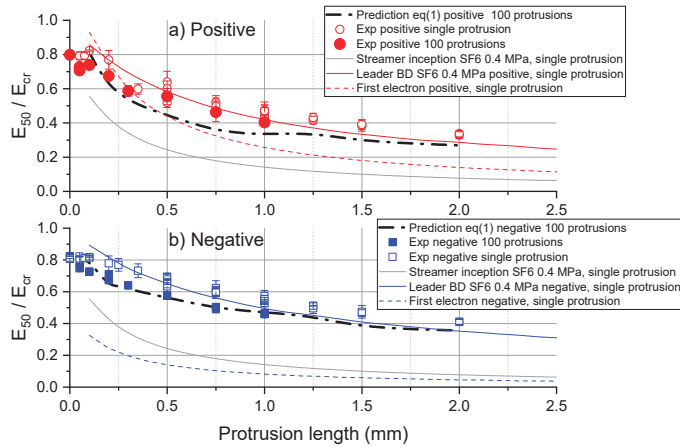 a) Positive
Prediction eq(1) positive 100 protrusions
Exp positive single protrusion
Exp positive 100 protrusions
Streamer inception SF6 0.4 MPa, single protrusion
Leader BD SF6 0.4 MPa positive, single protrusion
First electron positive, single protrusion
E50 / Ecr
1.0
0.8
0.6
0.4
0.2
0.0
0.0 0.5 1.0 1.5 2.0 2.5
b) Negative
Prediction eq(1) negative 100 protrusions
Exp negative 100 protrusions
Exp negative single protrusion
Streamer inception SF6 0.4 MPa, single protrusion
Leader BD SF6 0.4 MPa negative, single protrusion
First electron negative, single protrusion
E50 / Ecr
1.0
0.8
0.6
0.4
0.2
0.0
0.0 0.5 1.0 1.5 2.0 2.5
Protrusion length (mm)